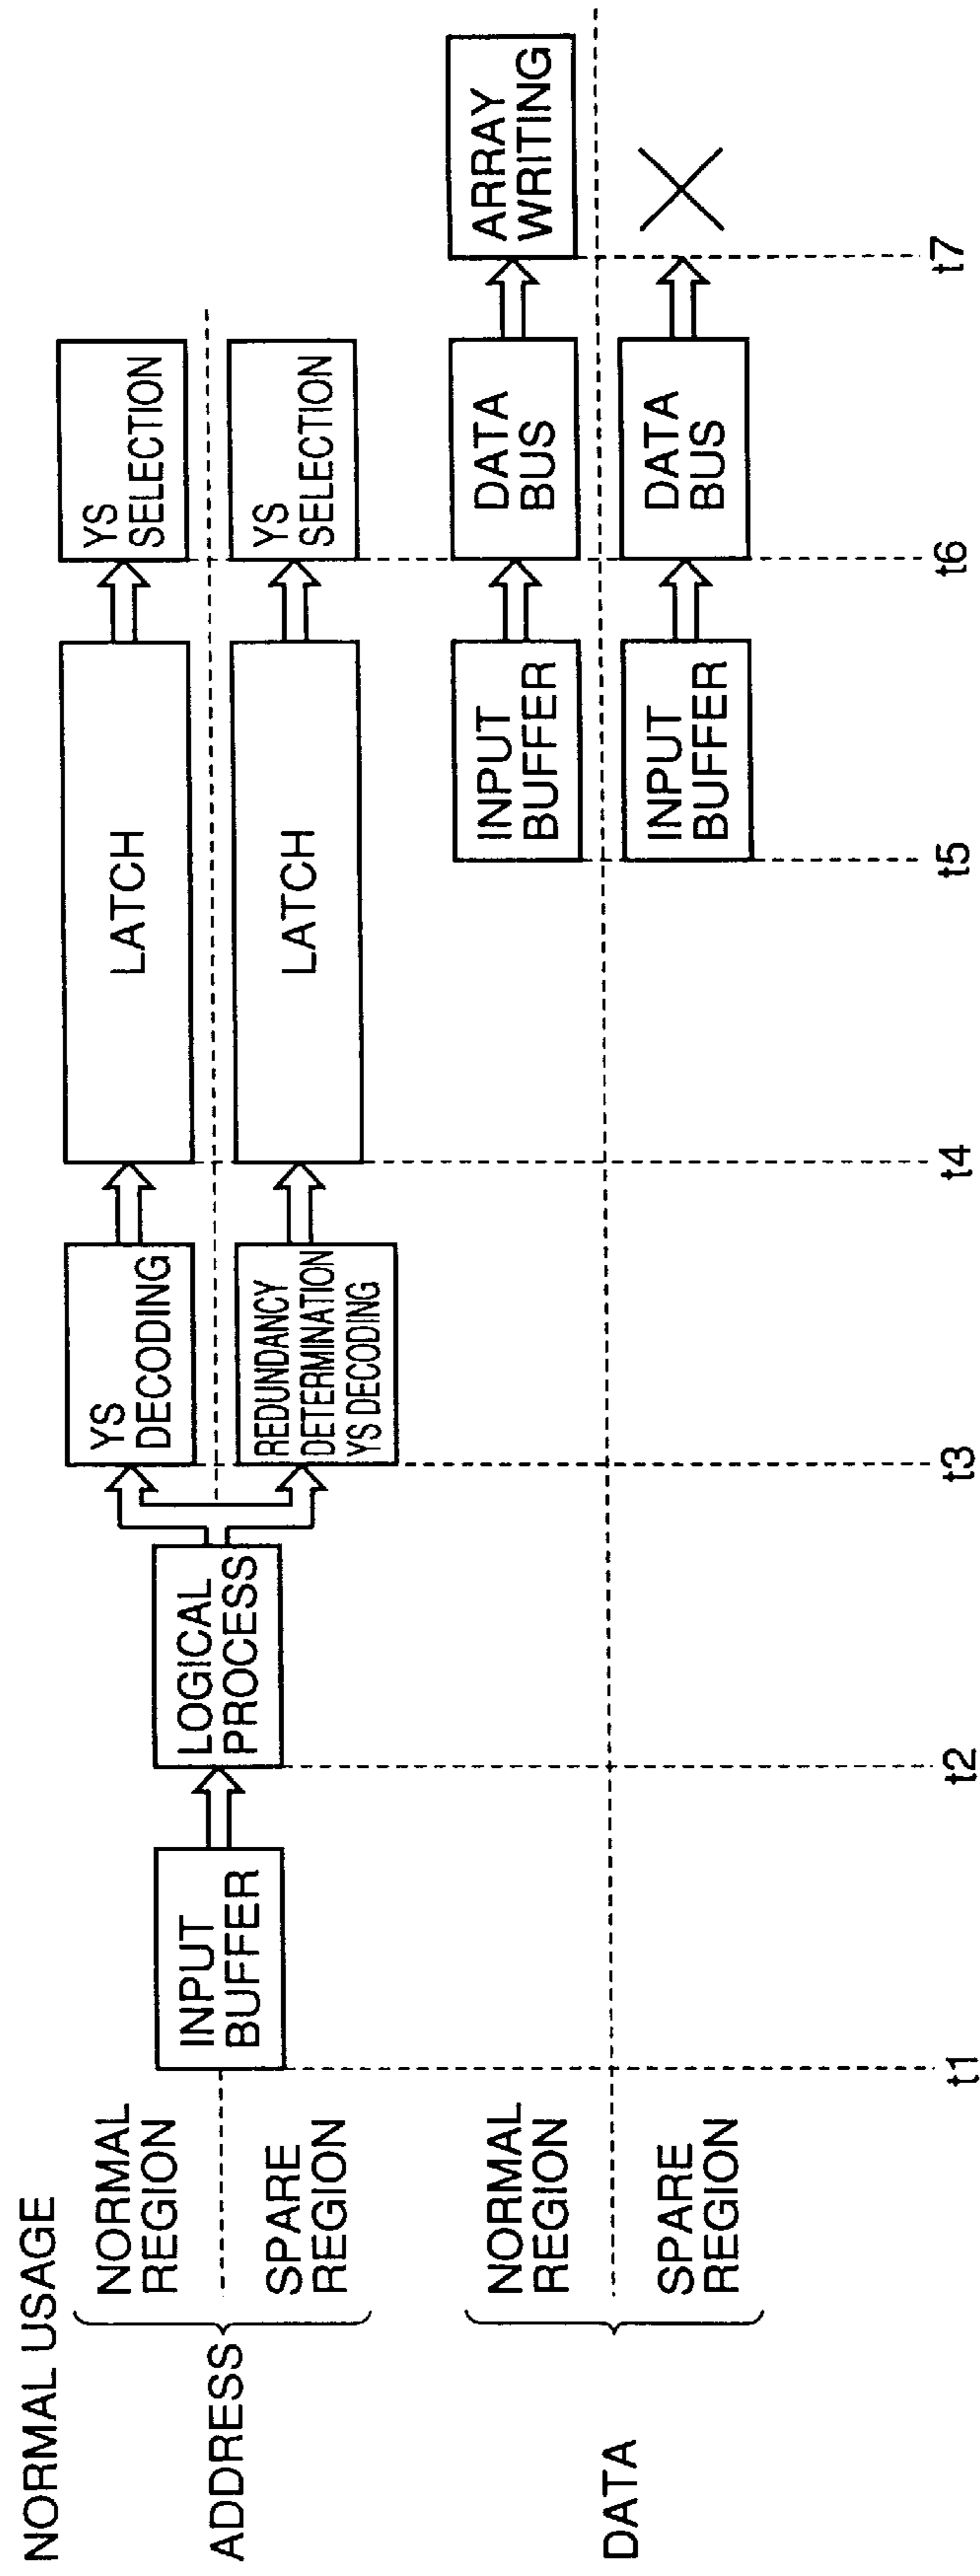 NORMAL USAGE
ADDRESS
NORMAL
REGION
SPARE
REGION
INPUT
BUFFER
LOGICAL
PROCESS
YS
DECODING
LATCH
YS
SELECTION
REDUNDANCY
DETERMINATION
YS DECODING
LATCH
YS
SELECTION
DATA
NORMAL
REGION
SPARE
REGION
INPUT
BUFFER
DATA
BUS
ARRAY
WRITING
INPUT
BUFFER
DATA
BUS
t1
t2
t3
t4
t5
t6
t7